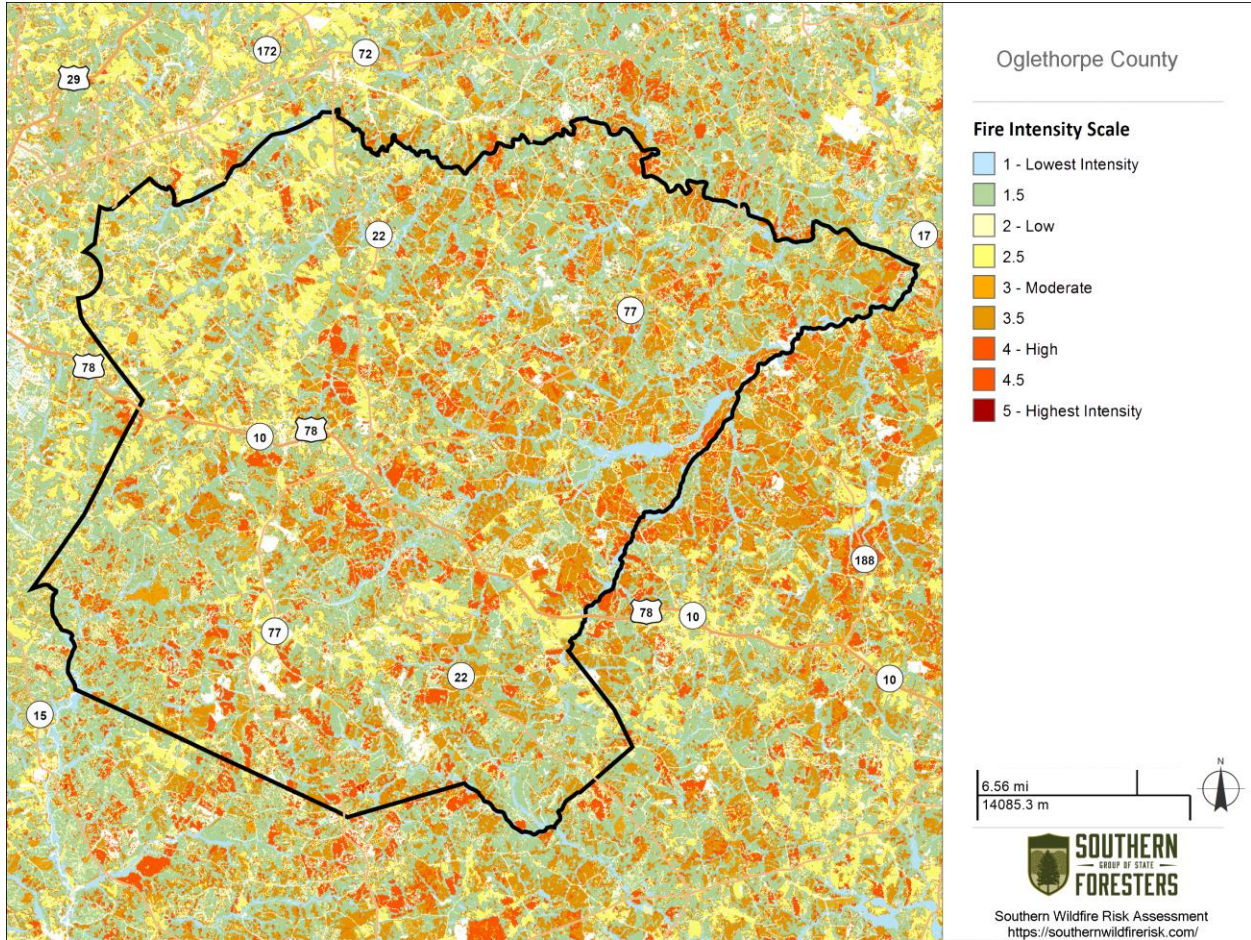 172
72
29
22
17
77
78
10
78
188
78
10
77
22
10
15
Oglethorpe County
Fire Intensity Scale
1 - Lowest Intensity
1.5
2 - Low
2.5
3 - Moderate
3.5
4 - High
4.5
5 - Highest Intensity
6.56 mi
14085.3 m
N
SOUTHERN
GROUP OF STATE
FORESTERS
Southern Wildfire Risk Assessment
https://southernwildfirerisk.com/